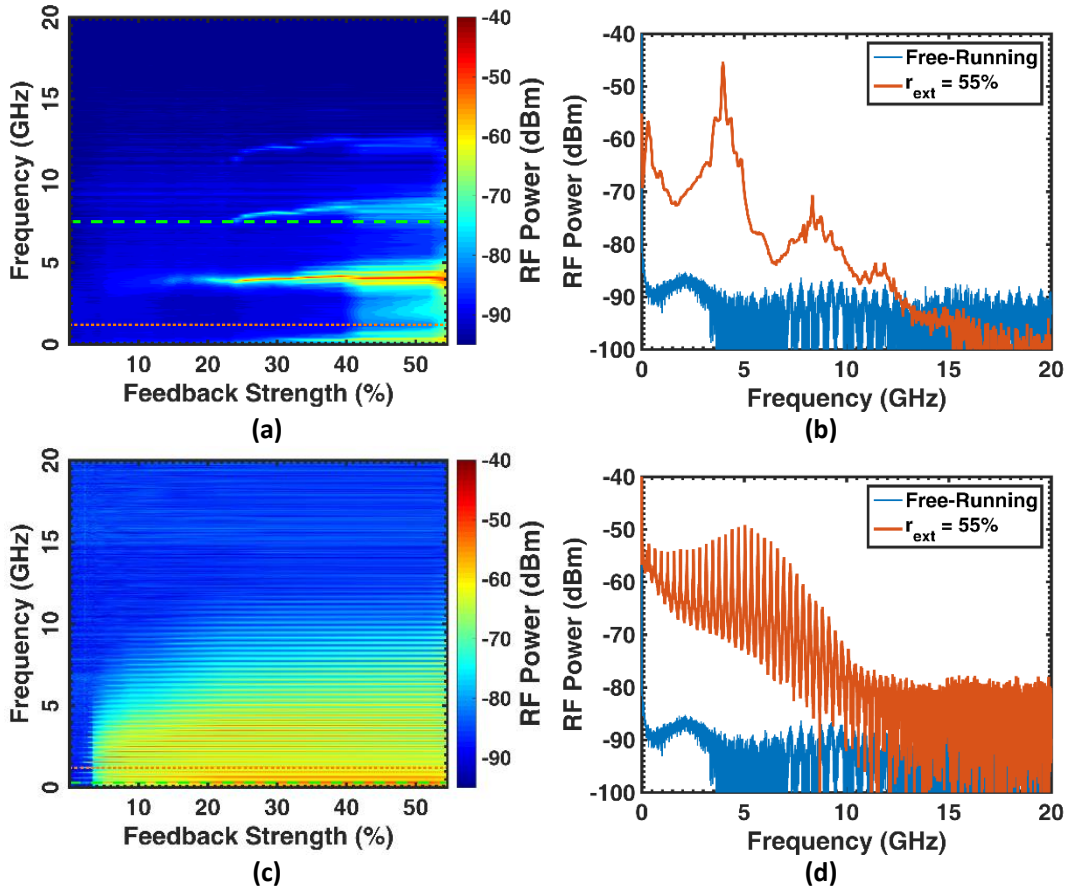 20
15
10
5
0
Frequency (GHz)
10 20 30 40 50
Feedback Strength (%)
-40
-50
-60
-70
-80
-90
RF Power (dBm)
(a)
-40
-50
-60
-70
-80
-90
-100
RF Power (dBm)
Free-Running
r_ext = 55%
0 5 10 15 20
Frequency (GHz)
(b)
20
15
10
5
0
Frequency (GHz)
10 20 30 40 50
Feedback Strength (%)
-40
-50
-60
-70
-80
-90
RF Power (dBm)
(c)
-40
-50
-60
-70
-80
-90
-100
RF Power (dBm)
Free-Running
r_ext = 55%
0 5 10 15 20
Frequency (GHz)
(d)